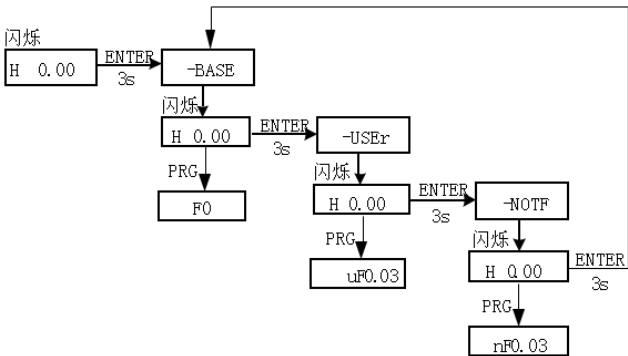 闪烁
H 0.00
ENTER
3s
-BASE
闪烁
H 0.00
ENTER
3s
-USEr
PRG
F0
闪烁
H 0.00
ENTER
3s
-NOTF
PRG
uF0.03
闪烁
H 0.00
ENTER
3s
PRG
nF0.03